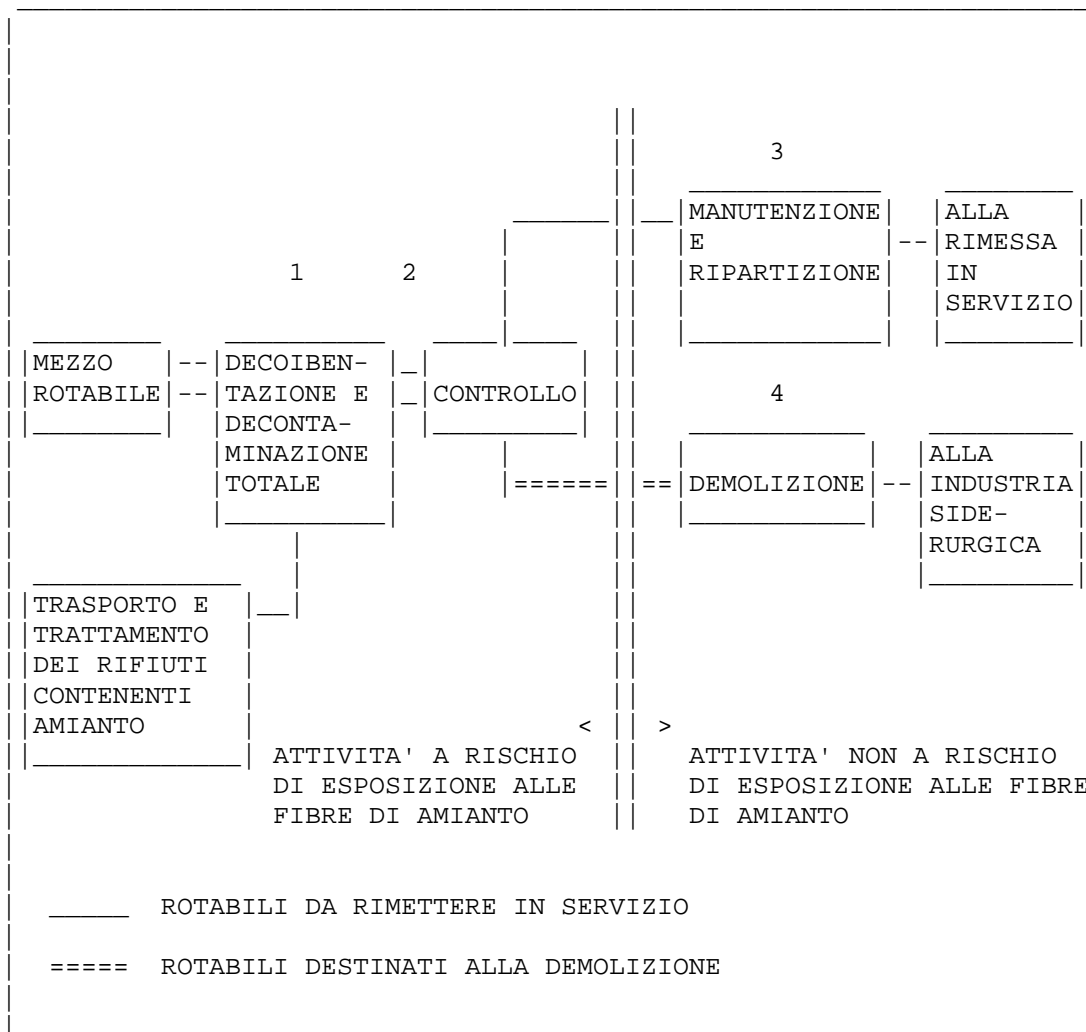 3
MANUTENZIONE
E
RIPARTIZIONE
ALLA
RIMESSA
IN
SERVIZIO
1 2
MEZZO
ROTABILE
DECOIBEN-
TAZIONE E
DECONTA-
MINAZIONE
TOTALE
CONTROLLO
4
DEMOLIZIONE
ALLA
INDUSTRIA
SIDE-
RURGICA
TRASPORTO E
TRATTAMENTO
DEI RIFIUTI
CONTENENTI
AMIANTO
< >
ATTIVITA' A RISCHIO
DI ESPOSIZIONE ALLE
FIBRE DI AMIANTO
ATTIVITA' NON A RISCHIO
DI ESPOSIZIONE ALLE FIBRE
DI AMIANTO
_____ ROTABILI DA RIMETTERE IN SERVIZIO
===== ROTABILI DESTINATI ALLA DEMOLIZIONE